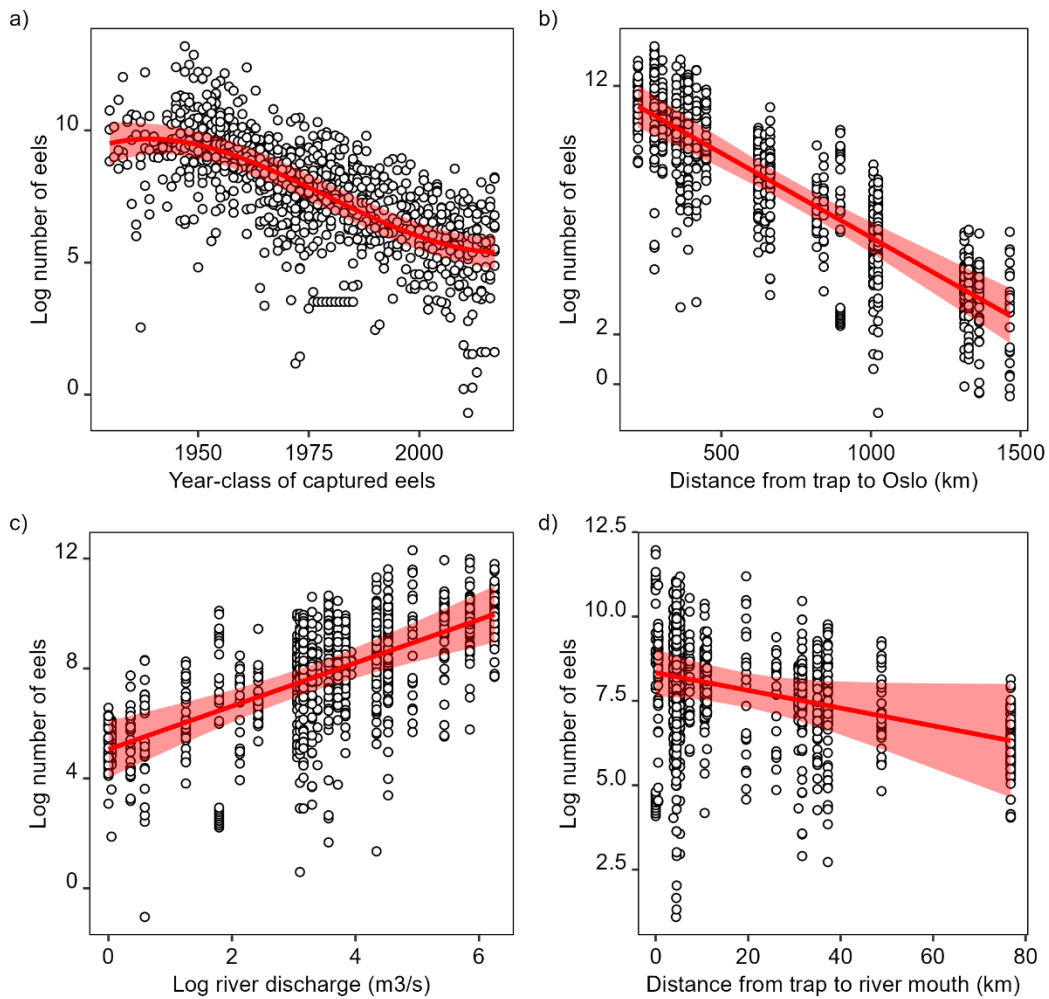 a)
10
5
0
Log number of eels
1950
1975
2000
Year-class of captured eels
b)
12
2
0
Log number of eels
500
1000
1500
Distance from trap to Oslo (km)
c)
12
8
4
0
Log number of eels
0
2
4
6
Log river discharge (m3/s)
d)
12.5
10.0
7.5
5.0
2.5
Log number of eels
0
20
40
60
80
Distance from trap to river mouth (km)